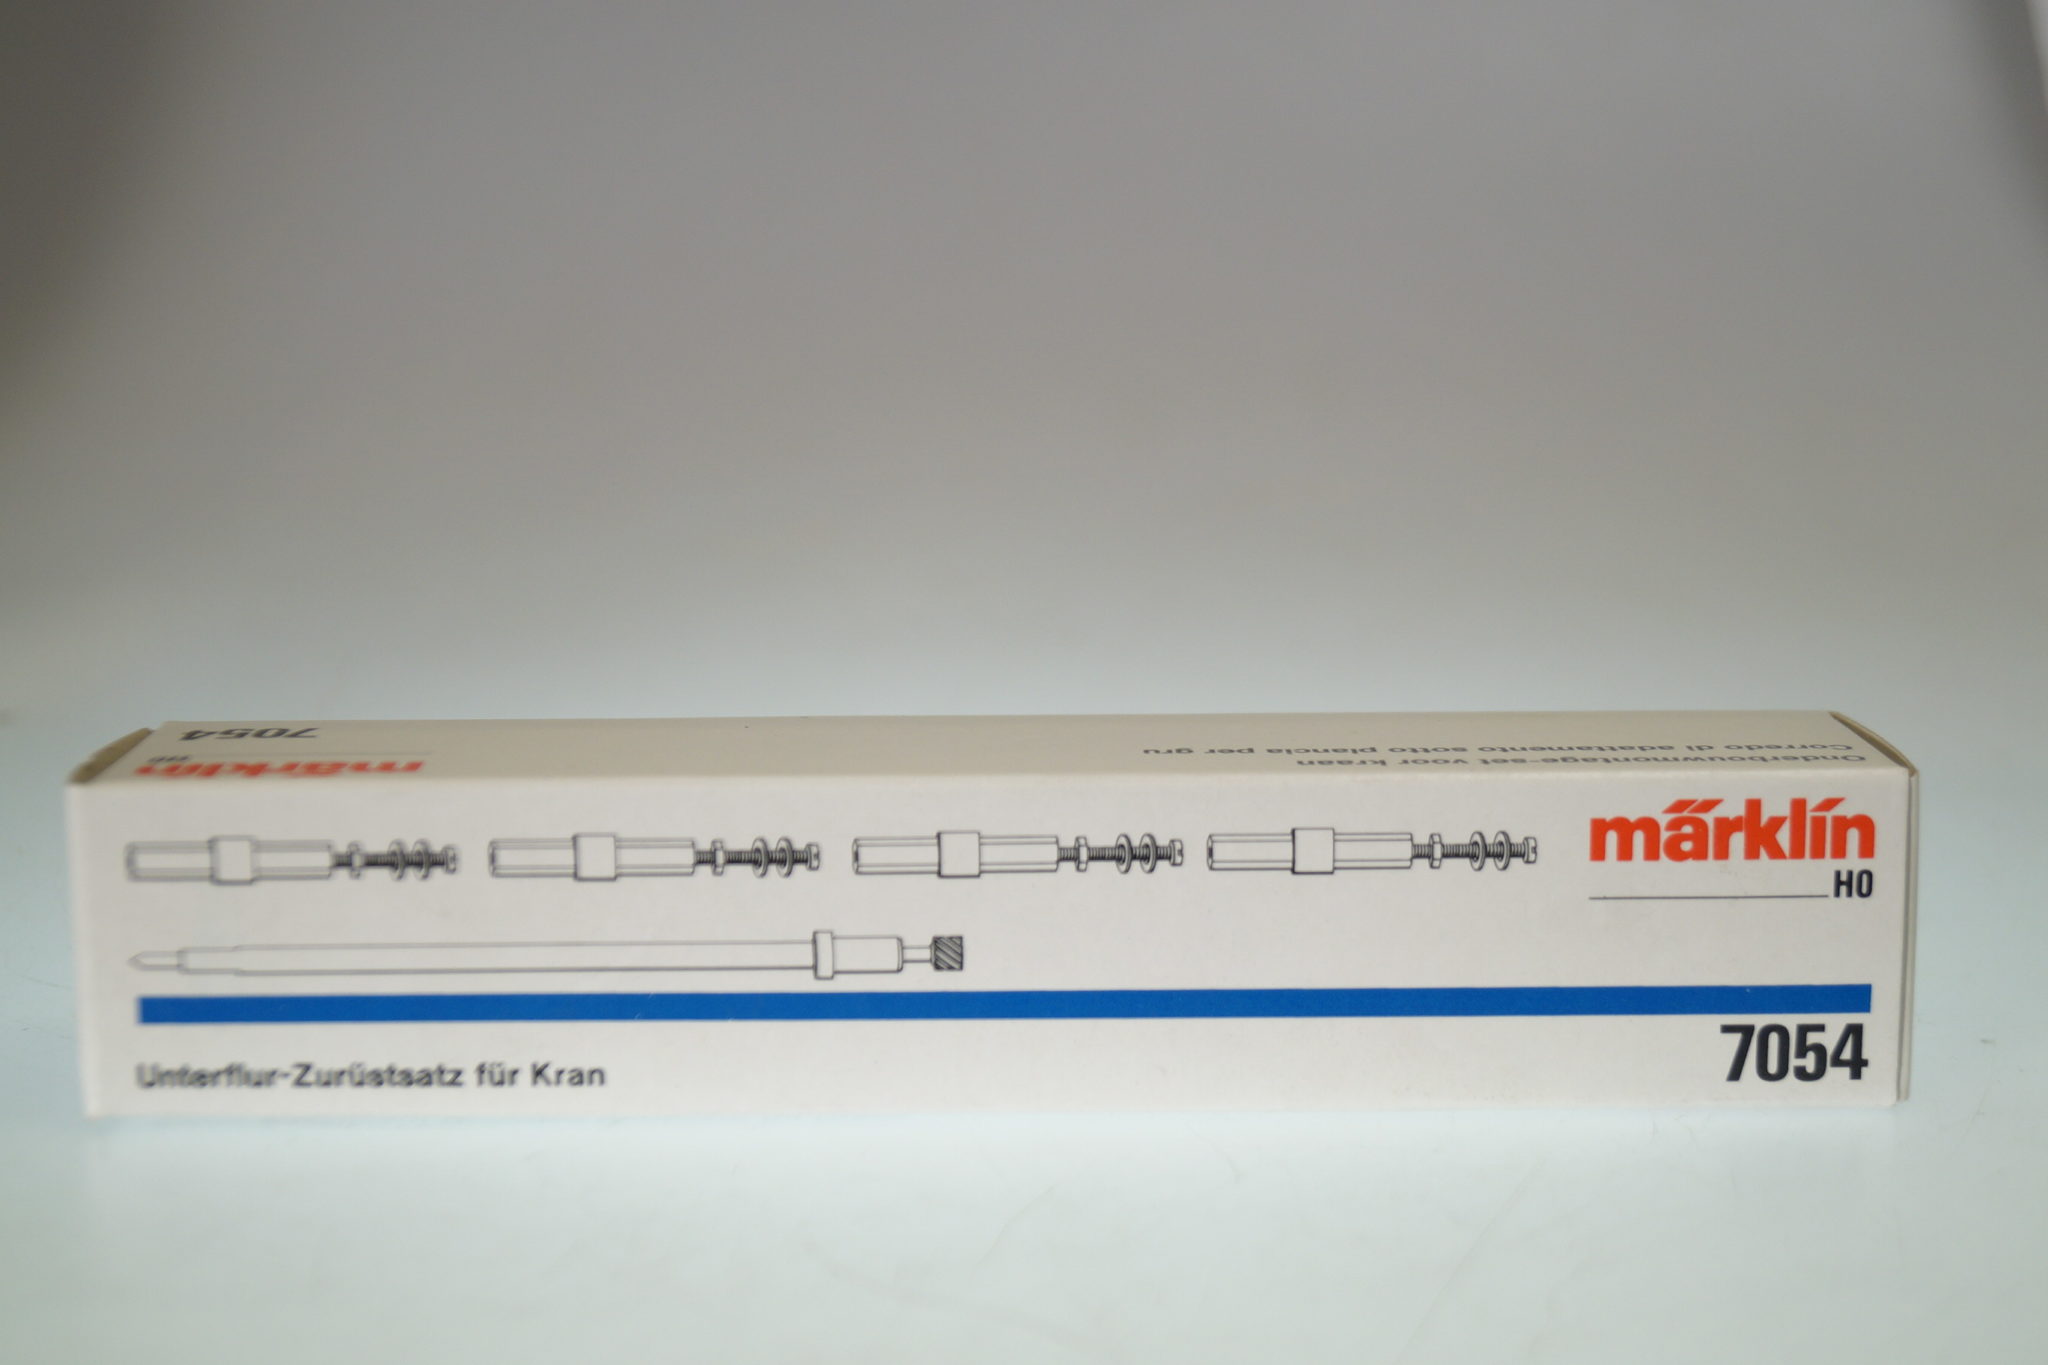 7054
H0
märklin
Corredo di adattamento sotto plancia per gru
Onderbouwmontage-set voor kraan
märklin
H0
7054
Unterflur-Zurüstsatz für Kran